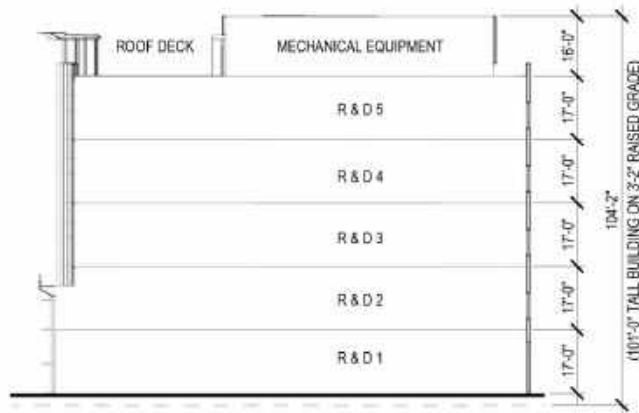 ROOF DECK
MECHANICAL EQUIPMENT
16'-0"
R & D 5
17'-0"
R & D 4
17'-0"
R & D 3
17'-0"
R & D 2
17'-0"
R & D 1
17'-0"
104'-2"
(101'-0" TALL BUILDING ON 3'-2" RAISED GRADE)